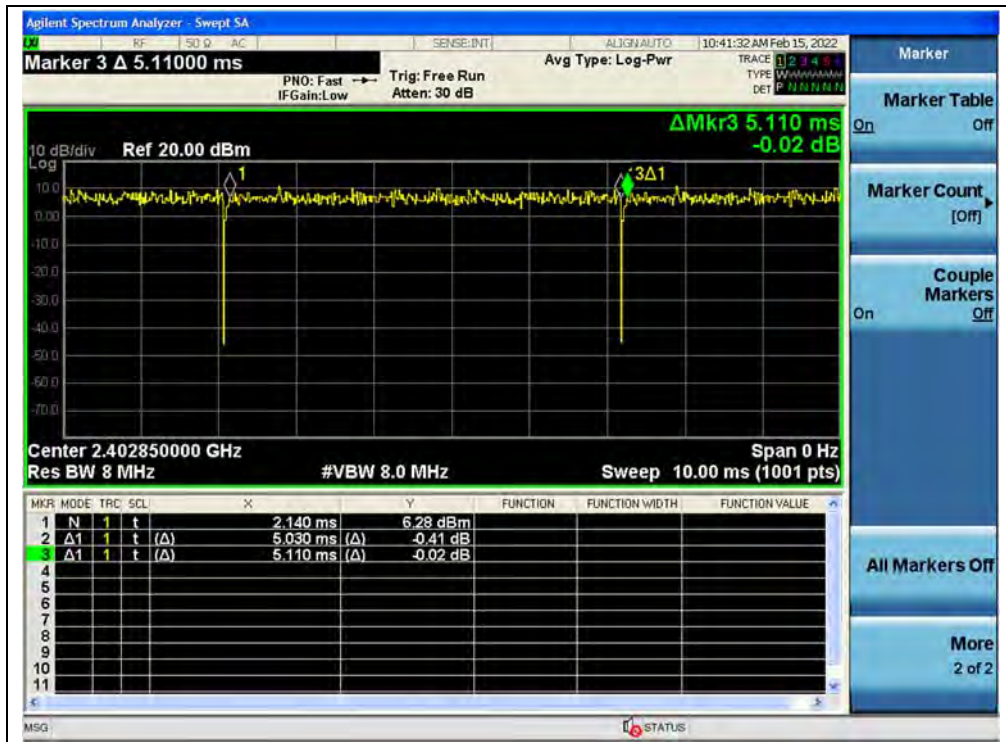 Agilent Spectrum Analyzer - Swept SA
LXI RF 50 Ω AC SENSE:INT ALIGNAUTO 10:41:32 AM Feb 15, 2022
Marker 3 Δ 5.11000 ms
PNO: Fast
IFGain:Low
Trig: Free Run
Atten: 30 dB
Avg Type: Log-Pwr
TRACE 1 2 3 4 5 6
TYPE
DET P N N N N N
ΔMkr3 5.110 ms
-0.02 dB
10 dB/div Ref 20.00 dBm
Log
1
3Δ1
10.0
0.00
-10.0
-20.0
-30.0
-40.0
-50.0
-60.0
-70.0
Center 2.402850000 GHz Span 0 Hz
Res BW 8 MHz #VBW 8.0 MHz Sweep 10.00 ms (1001 pts)
MKR MODE TRC SCL X Y FUNCTION FUNCTION WIDTH FUNCTION VALUE
1 N 1 t 2.140 ms 6.28 dBm
2 Δ1 1 t (Δ) 5.030 ms (Δ) -0.41 dB
3 Δ1 1 t (Δ) 5.110 ms (Δ) -0.02 dB
4
5
6
7
8
9
10
11
MSG STATUS
Marker
Marker Table
On Off
Marker Count
[Off]
Couple
Markers
On Off
All Markers Off
More
2 of 2